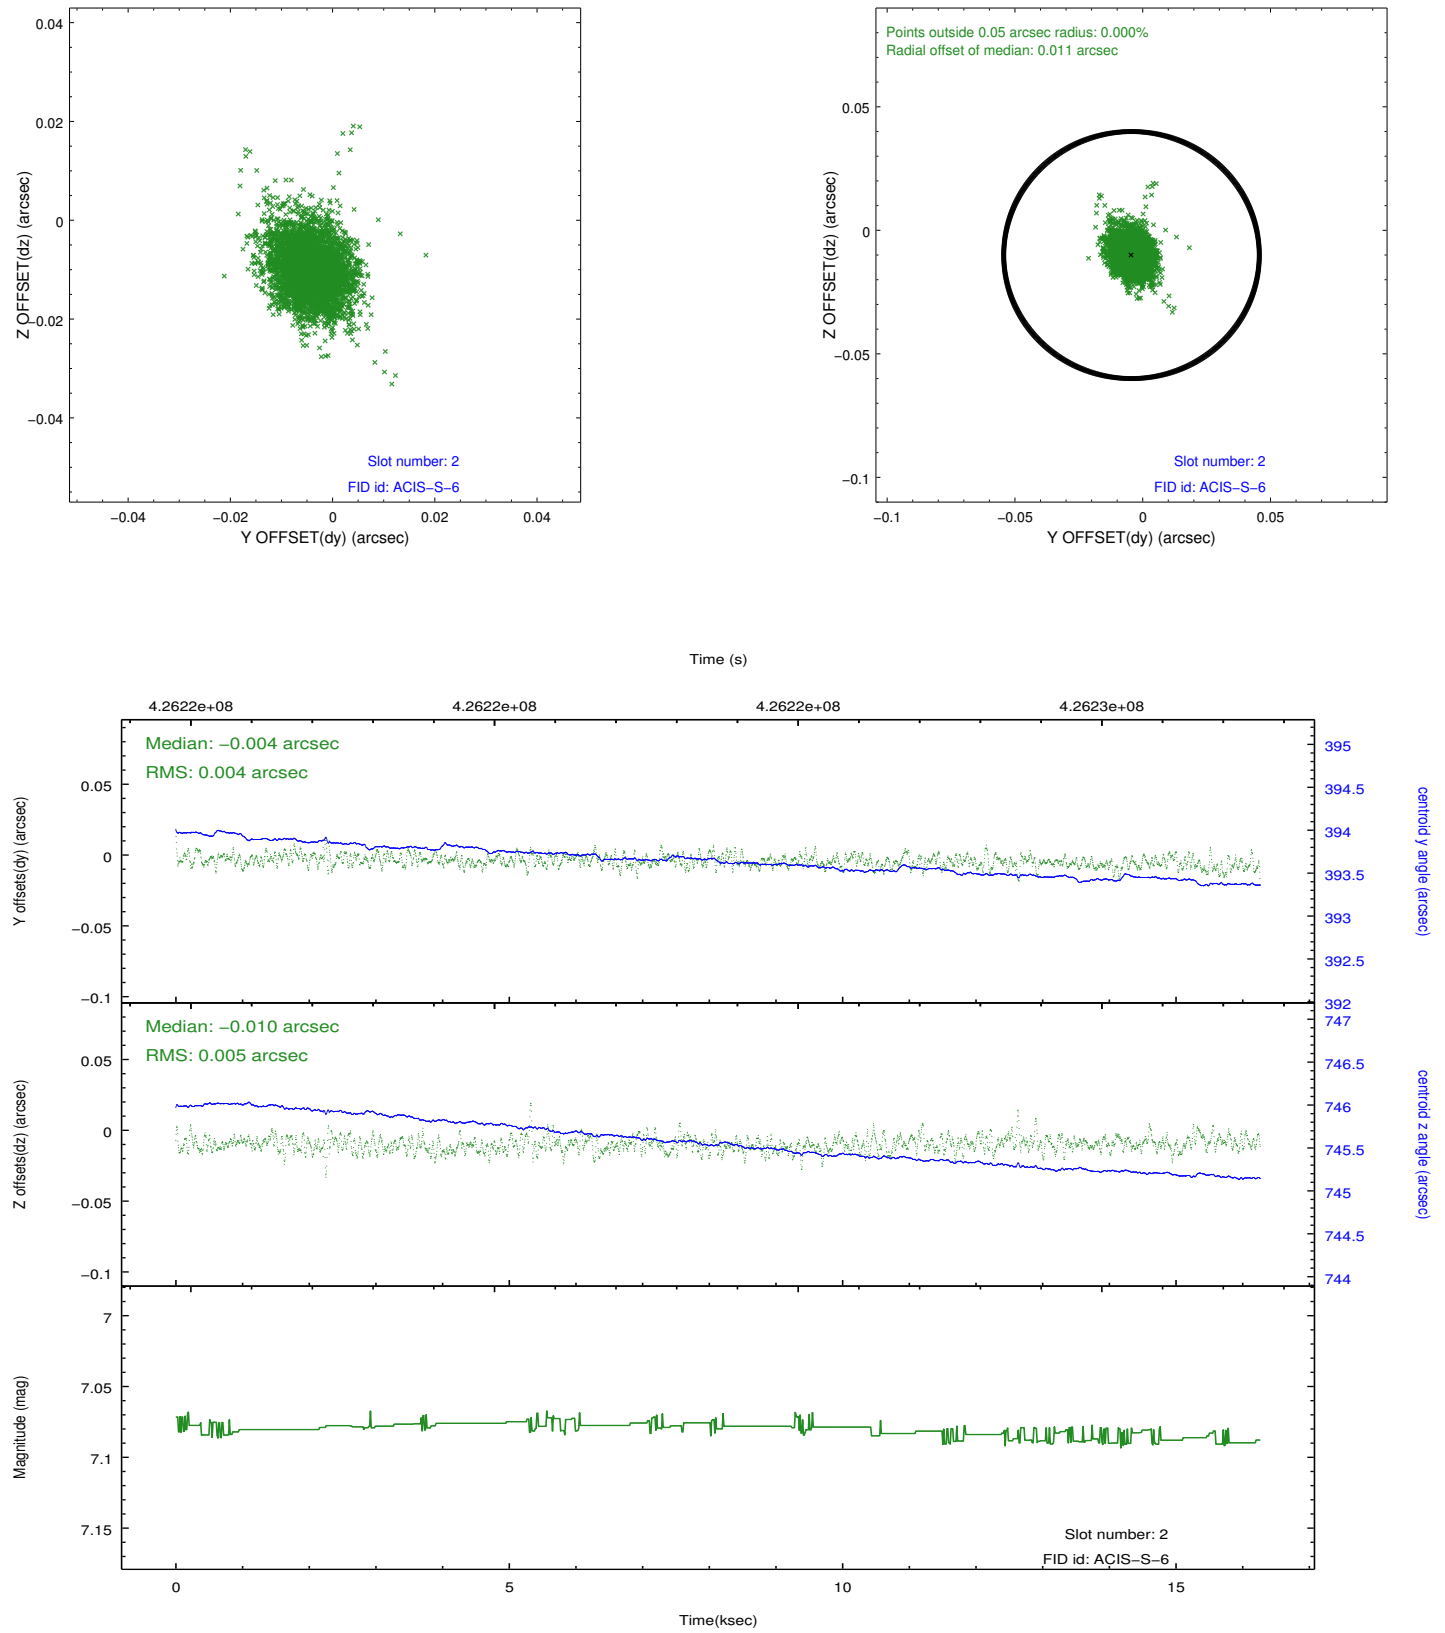 0.04
0.02
0
−0.02
−0.04
Z OFFSET(dz) (arcsec)
Slot number: 2
FID id: ACIS−S−6
−0.04
−0.02
0
0.02
0.04
Y OFFSET(dy) (arcsec)
Points outside 0.05 arcsec radius: 0.000%
Radial offset of median: 0.011 arcsec
0.05
0
−0.05
−0.1
Z OFFSET(dz) (arcsec)
Slot number: 2
FID id: ACIS−S−6
−0.1
−0.05
0
0.05
Y OFFSET(dy) (arcsec)
Time (s)
4.2622e+08
4.2622e+08
4.2622e+08
4.2623e+08
Median: −0.004 arcsec
RMS: 0.004 arcsec
0.05
0
−0.05
−0.1
Y offsets(dy) (arcsec)
395
394.5
394
393.5
393
392.5
392
centroid y angle (arcsec)
Median: −0.010 arcsec
RMS: 0.005 arcsec
0.05
0
−0.05
−0.1
Z offsets(dz) (arcsec)
747
746.5
746
745.5
745
744.5
744
centroid z angle (arcsec)
7
7.05
7.1
7.15
Magnitude (mag)
Slot number: 2
FID id: ACIS−S−6
0
5
10
15
Time(ksec)